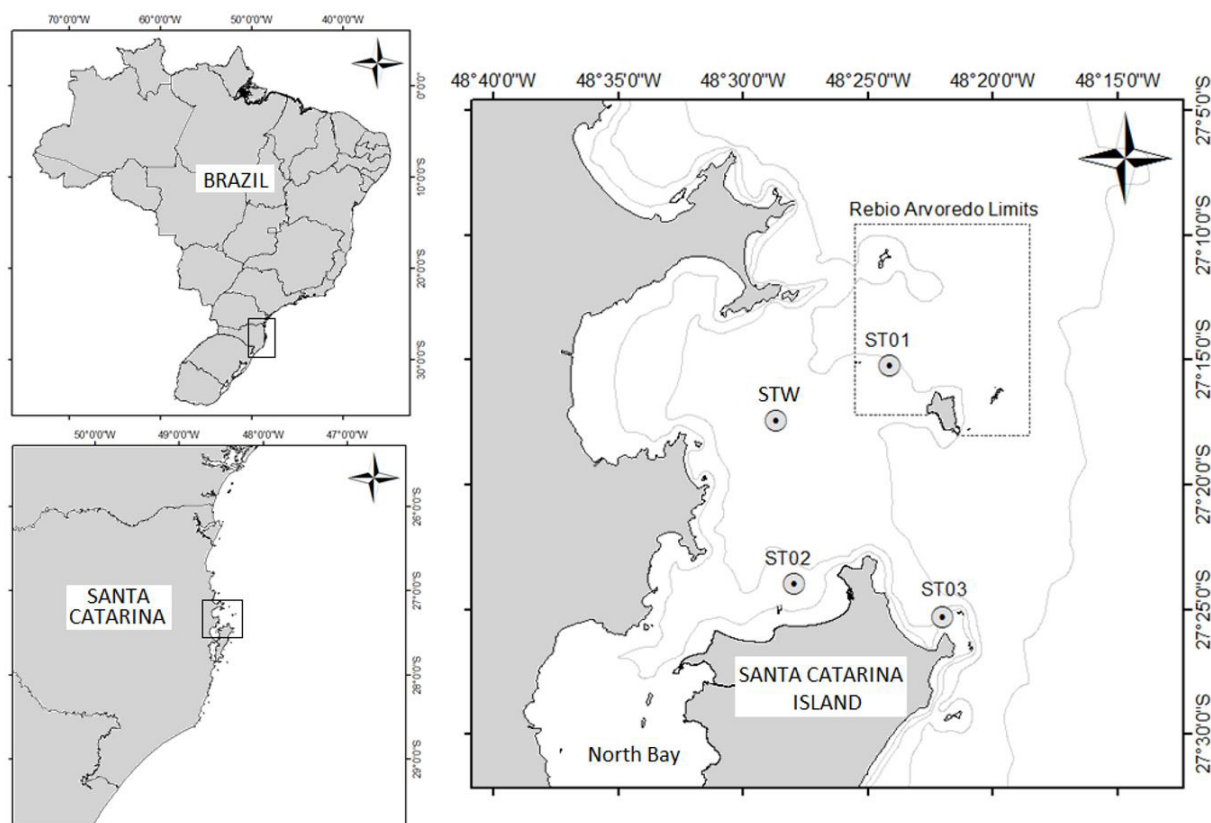 70°0'0"W 60°0'0"W 50°0'0"W 40°0'0"W
0°0'0"
10°0'0"S
20°0'0"S
30°0'0"S
BRAZIL
50°0'0"W 49°0'0"W 48°0'0"W 47°0'0"W
26°0'0"S
27°0'0"S
28°0'0"S
29°0'0"S
SANTA
CATARINA
48°40'0"W 48°30'0"W 48°24'0"W 48°20'0"W 48°15'0"W
27°5'0"S
27°10'0"S
27°15'0"S
27°20'0"S
27°25'0"S
27°30'0"S
Rebio Arvoredo Limits
ST01
STW
ST02
ST03
SANTA CATARINA
ISLAND
North Bay